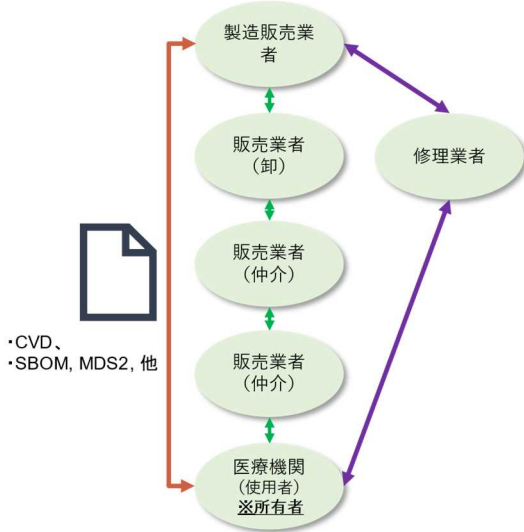 製造販売業
者
販売業者
(卸)
修理業者
販売業者
(仲介)
・CVD、
・SBOM, MDS2, 他
販売業者
(仲介)
医療機関
(使用者)
※所有者